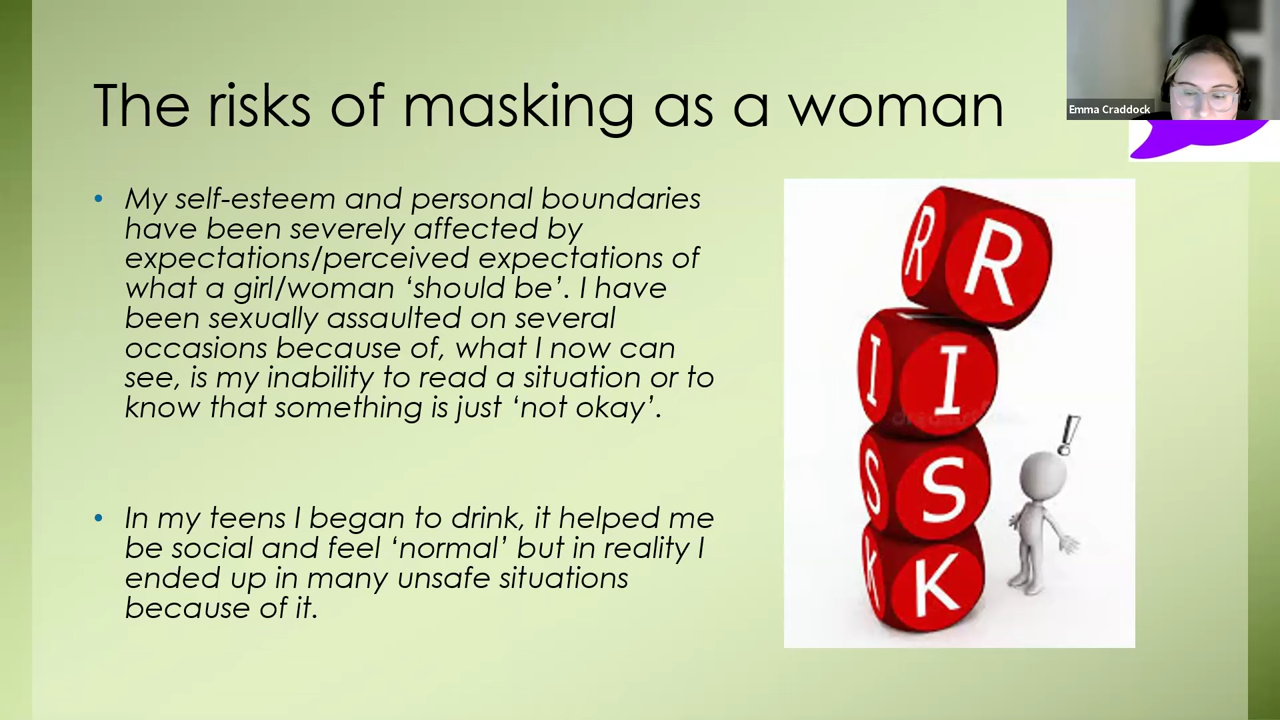 The risks of masking as a woman
Emma Craddock
• My self-esteem and personal boundaries
have been severely affected by
expectations/perceived expectations of
what a girl/woman ‘should be’. I have
been sexually assaulted on several
occasions because of, what I now can
see, is my inability to read a situation or to
know that something is just ‘not okay’.
• In my teens I began to drink, it helped me
be social and feel ‘normal’ but in reality I
ended up in many unsafe situations
because of it.
R R
I I
S S
K K
!